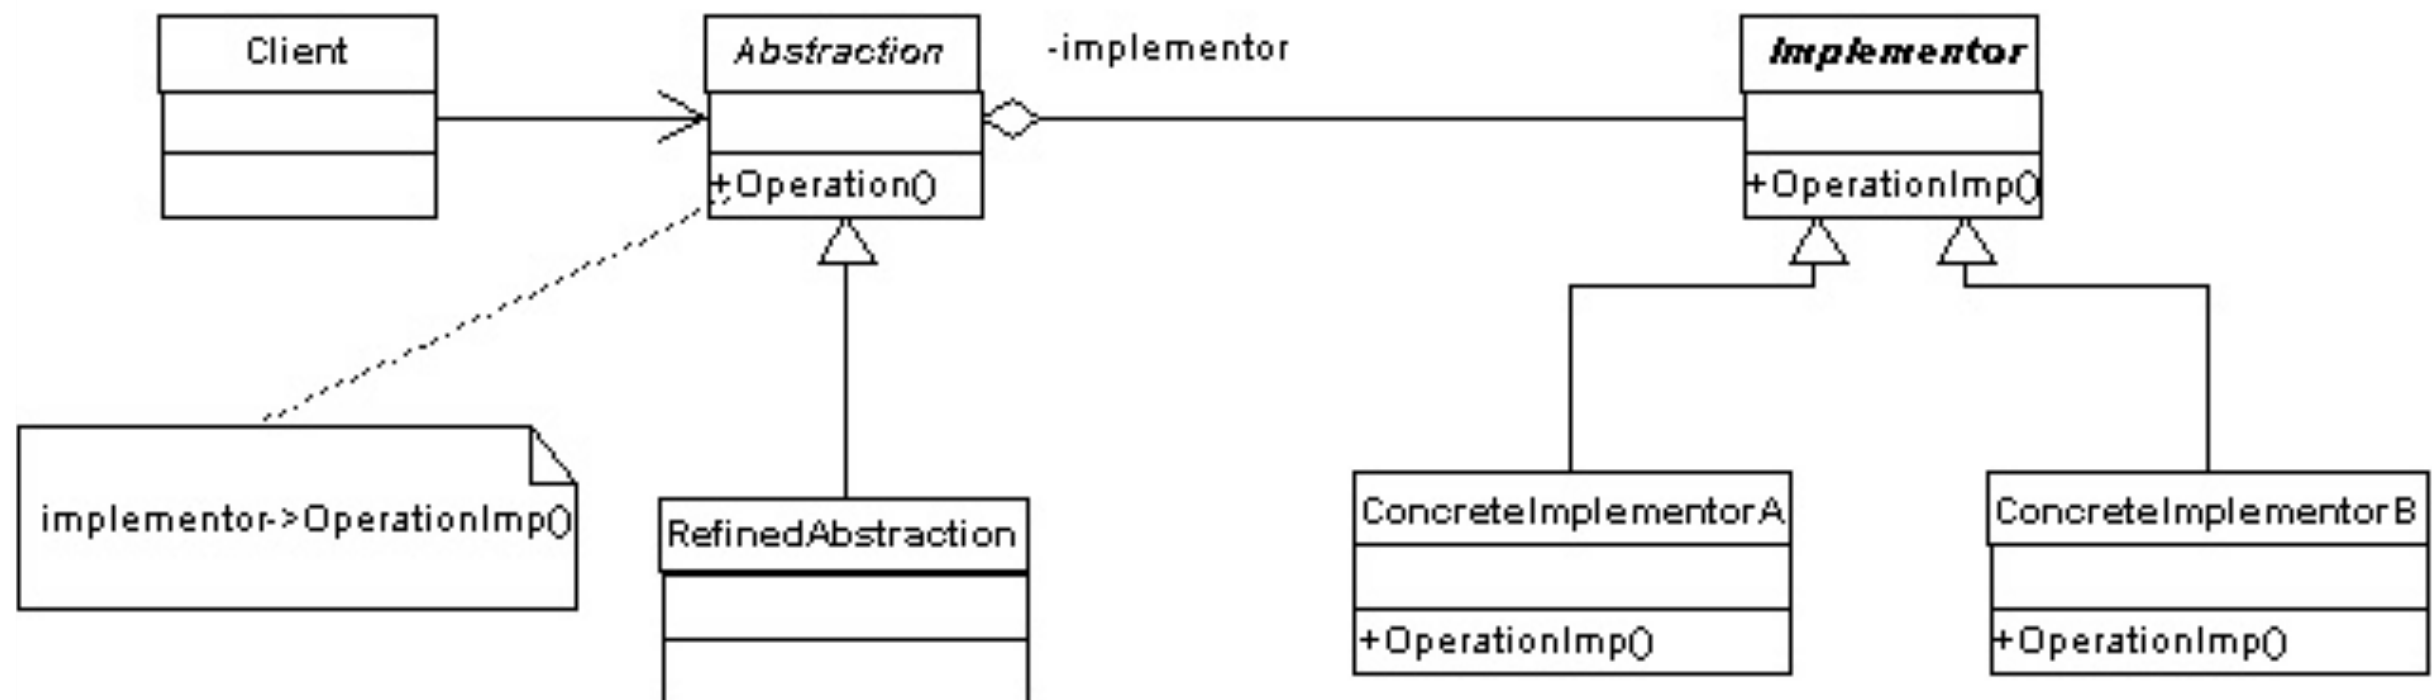 Client
Abstraction
-implementor
Implementor
+Operation()
+OperationImp()
implementor->OperationImp()
RefinedAbstraction
ConcreteImplementorA
ConcreteImplementorB
+OperationImp()
+OperationImp()